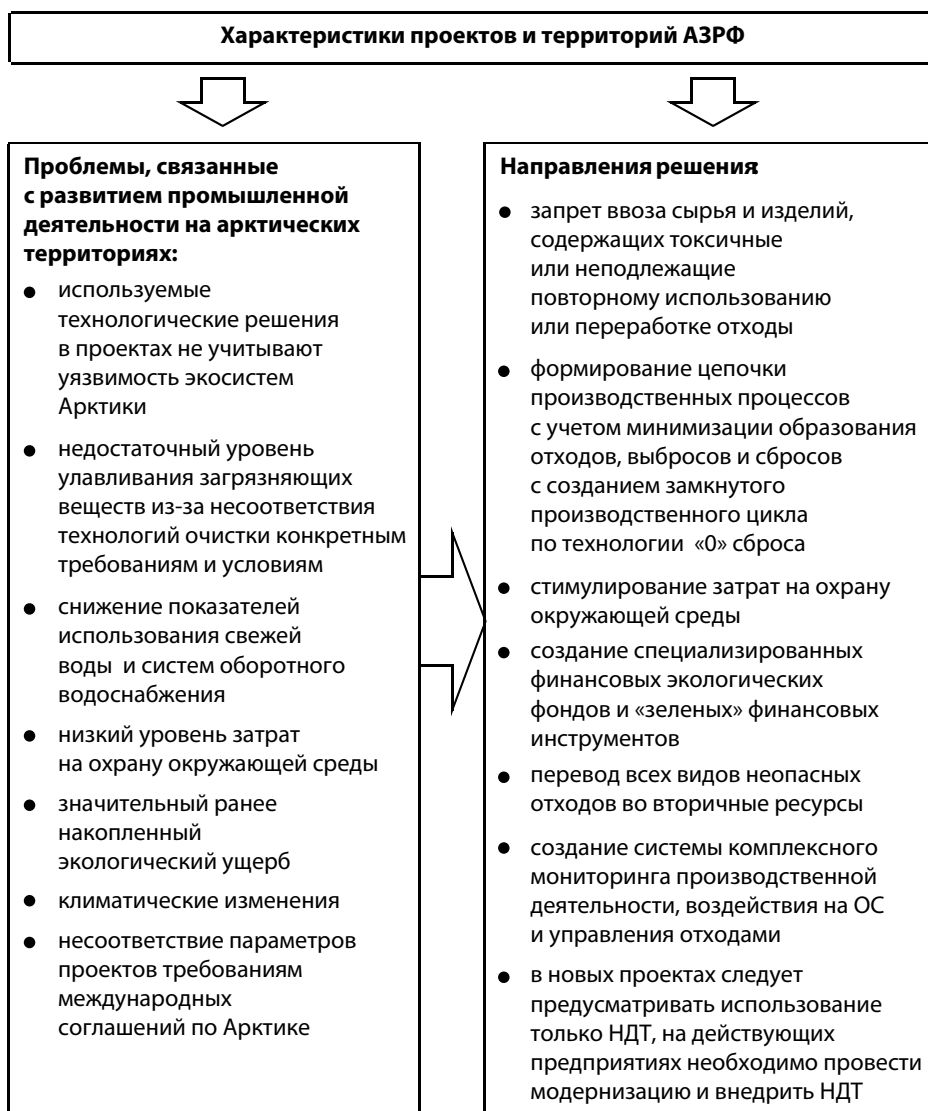 Характеристики проектов и территорий АЗРФ
Проблемы, связанные
с развитием промышленной
деятельности на арктических
территориях:
● используемые
технологические решения
в проектах не учитывают
уязвимость экосистем
Арктики
● недостаточный уровень
улавливания загрязняющих
веществ из-за несоответствия
технологий очистки конкретным
требованиям и условиям
● снижение показателей
использования свежей
воды и систем оборотного
водоснабжения
● низкий уровень затрат
на охрану окружающей среды
● значительный ранее
накопленный
экологический ущерб
● климатические изменения
● несоответствие параметров
проектов требованиям
международных
соглашений по Арктике
Направления решения:
● запрет ввоза сырья и изделий,
содержащих токсичные
или неподлежащие
повторному использованию
или переработке отходы
● формирование цепочки
производственных процессов
с учетом минимизации образования
отходов, выбросов и сбросов
с созданием замкнутого
производственного цикла
по технологии «0» сброса
● стимулирование затрат на охрану
окружающей среды
● создание специализированных
финансовых экологических
фондов и «зеленых» финансовых
инструментов
● перевод всех видов неопасных
отходов во вторичные ресурсы
● создание системы комплексного
мониторинга производственной
деятельности, воздействия на ОС
и управления отходами
● в новых проектах следует
предусматривать использование
только НДТ, на действующих
предприятиях необходимо провести
модернизацию и внедрить НДТ